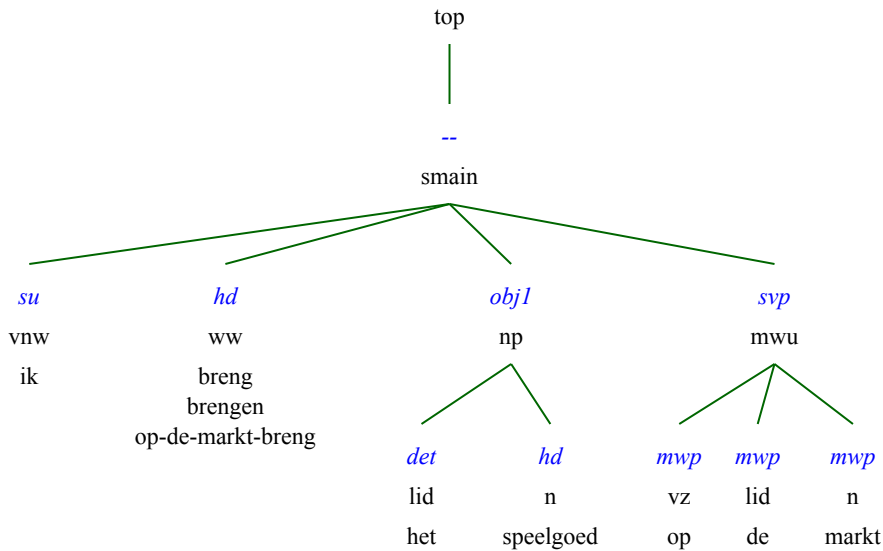 top
--
smain
su hd obj1 svp
vnw ww np mwu
ik breng
brengen
op-de-markt-breng
det hd mwp mwp mwp
lid n vz lid n
het speelgoed op de markt